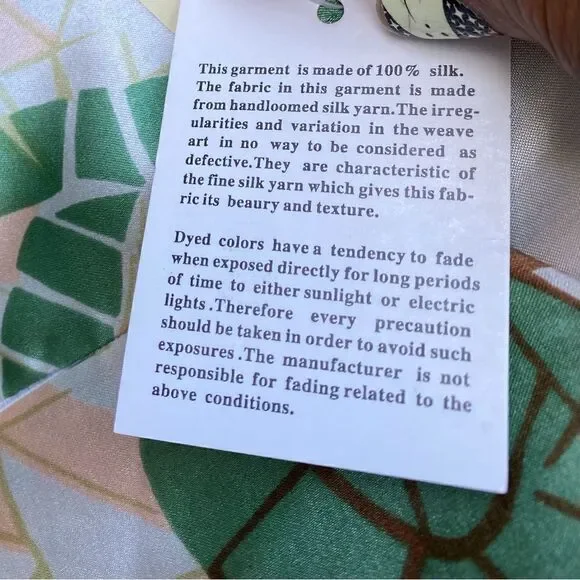 This garment is made of 100% silk.
The fabric in this garment is made
from handloomed silk yarn.The irreg-
ularities and variation in the weave
art in no way to be considered as
defective.They are characteristic of
the fine silk yarn which gives this fab-
ric its beaury and texture.
Dyed colors have a tendency to fade
when exposed directly for long periods
of time to either sunlight or electric
lights .Therefore every precaution
should be taken in order to avoid such
exposures .The manufacturer is not
responsible for fading related to the
above conditions.